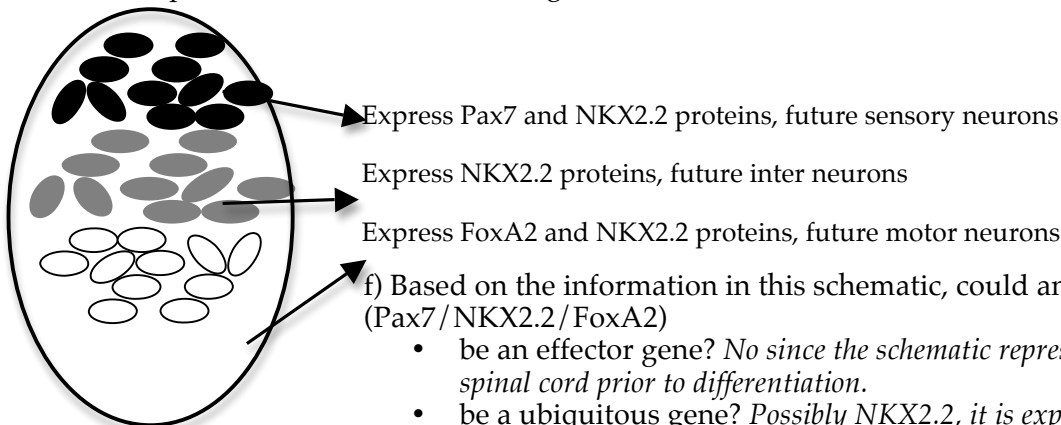 Express Pax7 and NKX2.2 proteins, future sensory neurons
Express NKX2.2 proteins, future inter neurons
Express FoxA2 and NKX2.2 proteins, future motor neurons
f) Based on the information in this schematic, could
(Pax7/NKX2.2/FoxA2)
• be an effector gene? No since the schematic
spinal cord prior to differentiation.
• be a ubiquitous gene? Possibly NKX2.2, it is